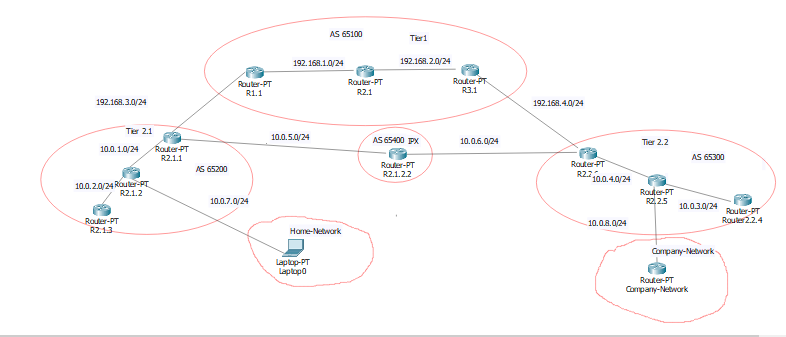 AS 65100
Tier1
192.168.1.0/24
192.168.2.0/24
Router-PT
R1.1
Router-PT
R2.1
Router-PT
R3.1
192.168.3.0/24
192.168.4.0/24
Tier 2.1
10.0.5.0/24
AS 65400 IPX
10.0.6.0/24
Tier 2.2
10.0.1.0/24
Router-PT
R2.1.1
Router-PT
R2.1.2.2
Router-PT
AS 65300
AS 65200
10.0.4.0/24
10.0.2.0/24
Router-PT
R2.1.2
Router-PT
R2.2.5
10.0.3.0/24
10.0.7.0/24
Router-PT
Router2.2.4
Router-PT
R2.1.3
10.0.8.0/24
Home-Network
Laptop-PT
Laptop0
Company-Network
Router-PT
Company-Network